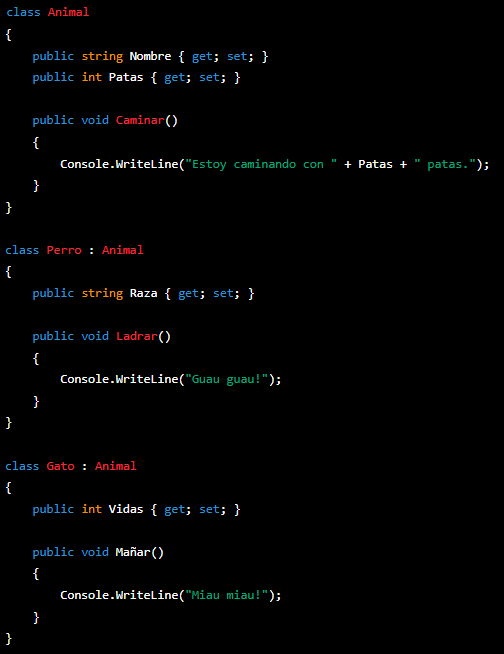 class Animal
{
    public string Nombre { get; set; }
    public int Patas { get; set; }

    public void Caminar()
    {
        Console.WriteLine("Estoy caminando con " + Patas + " patas.");
    }
}

class Perro : Animal
{
    public string Raza { get; set; }

    public void Ladrar()
    {
        Console.WriteLine("Guau guau!");
    }
}

class Gato : Animal
{
    public int Vidas { get; set; }

    public void Mañar()
    {
        Console.WriteLine("Miau miau!");
    }
}